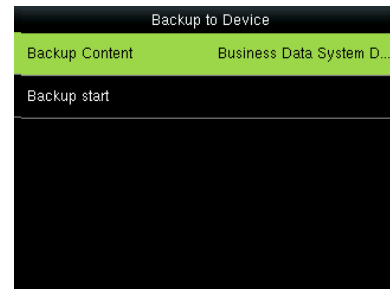 Backup to Device
Backup Content Business Data System D...
Backup start